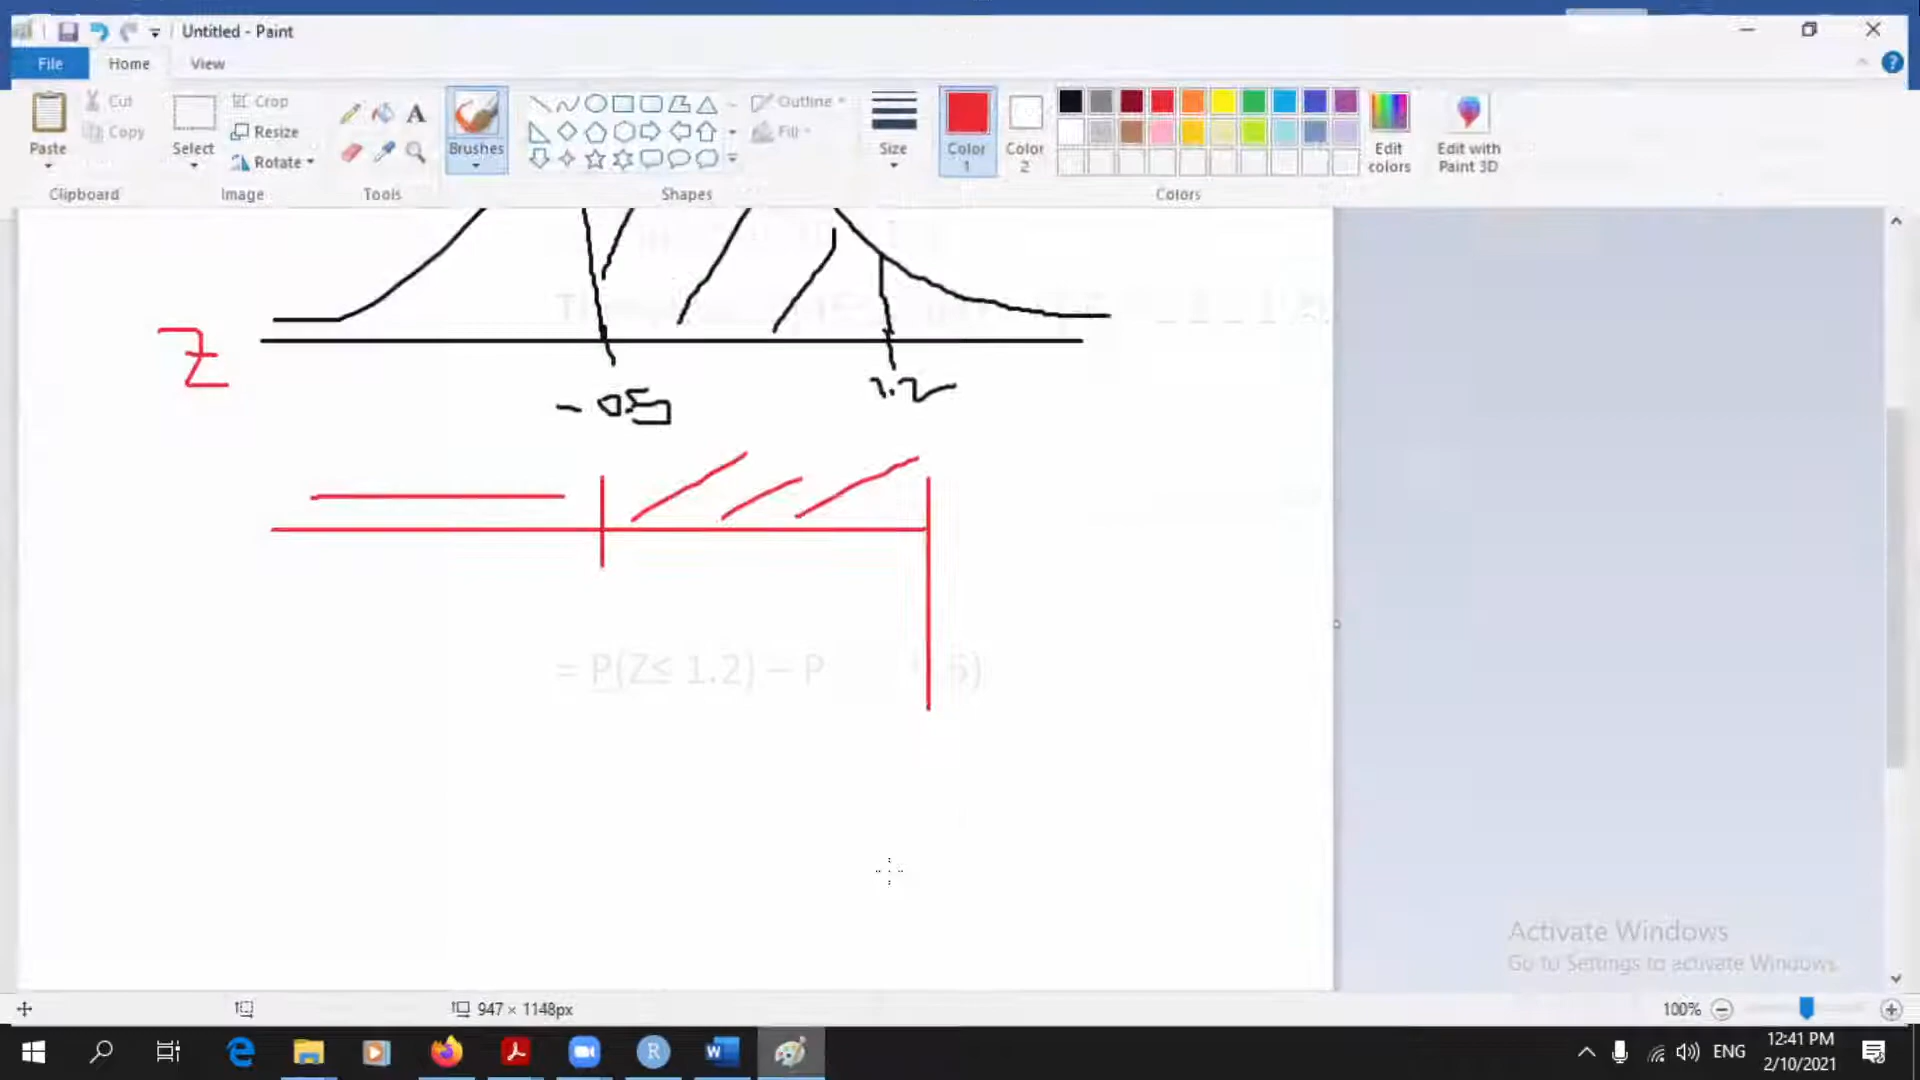 Untitled - Paint
File Home View
Paste Cut Copy Select Crop Resize Rotate A Brushes Outline Fill Size Color 1 Color 2 Edit colors Edit with Paint 3D
Clipboard Image Tools Shapes Colors
Z
- 05
1.2
= P(Z≤ 1.2) – P
Activate Windows
Go to Settings to activate Windows.
947 × 1148px 100%
12:41 PM
ENG
2/10/2021